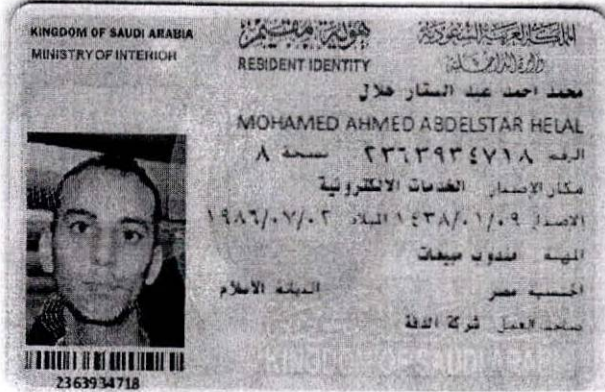 KINGDOM OF SAUDI ARABIA
MINISTRY OF INTERIOR
هوية مقيم
RESIDENT IDENTITY
المملكة العربية السعودية
وزارة الداخلية
محمد احمد عبد الستار هلال
MOHAMED AHMED ABDELSTAR HELAL
الرقم ٢٣٦٣٩٣٤٧١٨ نسخة ٨
مكان الإصدار الخدمات الالكترونية
الاصدار ١٤٣٨/٠١/٠٩ الميلاد ١٩٨٦/٠٧/٠٢
المهنة مندوب مبيعات
الجنسية مصر الديانة الاسلام
صاحب العمل شركة الدفة
KINGDOM OF SAUDI ARABIA
2363934718